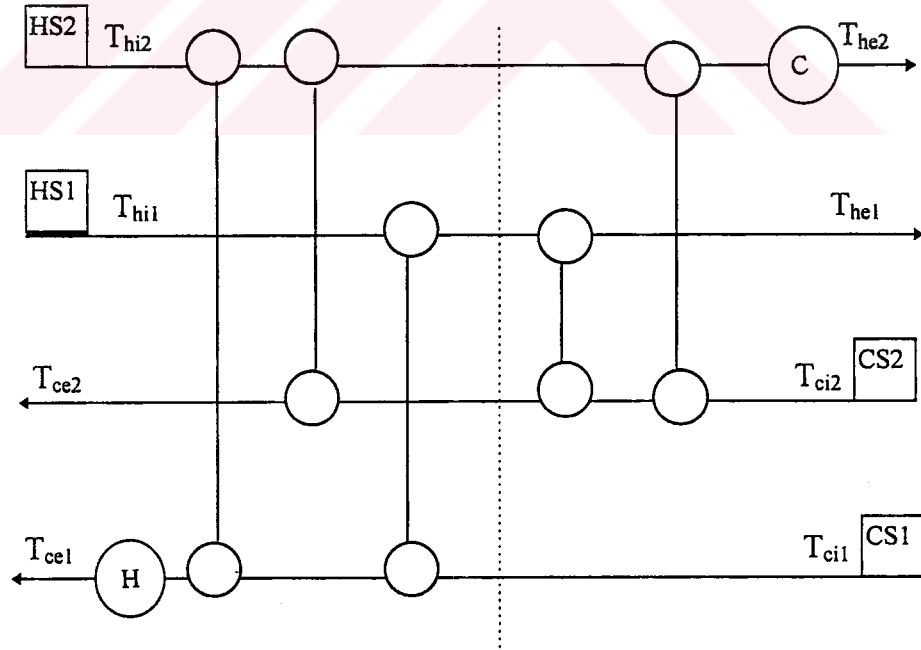 HS2 T_hi2 T_he2
C
HS1 T_hi1 T_he1
T_ce2 T_ci2 CS2
T_ce1 T_ci1 CS1
H